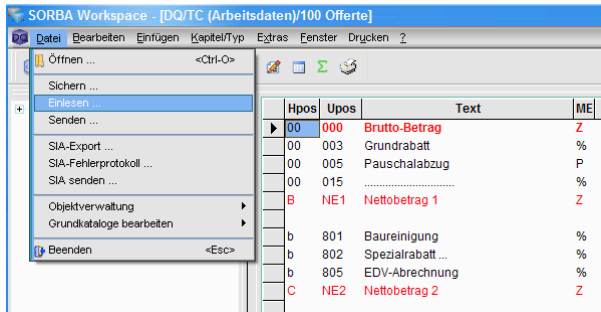 SORBA Workspace - [DQ/TC (Arbeitsdaten)/100 Offerte]
DQ Datei Bearbeiten Einfügen Kapitel/Typ Extras Fenster Drucken ?
Öffnen ... <Ctrl-O>
Sichern ...
Einlesen ...
Senden ...
SIA-Export ...
SIA-Fehlerprotokoll ...
SIA senden ...
Objektverwaltung
Grundkataloge bearbeiten
Beenden <Esc>
Hpos Upos Text ME
00 000 Brutto-Betrag Z
00 003 Grundrabatt %
00 005 Pauschalabzug P
00 015 .............................. %
B NE1 Nettobetrag 1 Z
b 801 Baureinigung %
b 802 Spezialrabatt ... %
b 805 EDV-Abrechnung %
C NE2 Nettobetrag 2 Z